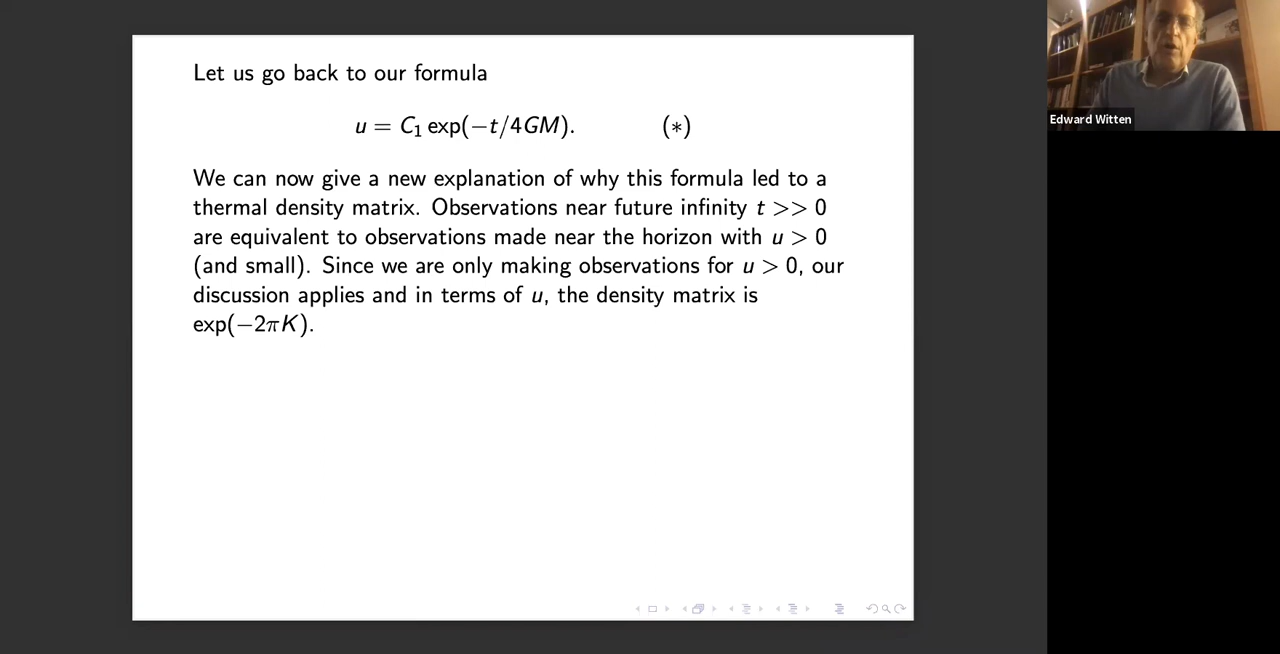 Let us go back to our formula
u = C₁ exp(−t/4GM). (∗)
We can now give a new explanation of why this formula led to a
thermal density matrix. Observations near future infinity t >> 0
are equivalent to observations made near the horizon with u > 0
(and small). Since we are only making observations for u > 0, our
discussion applies and in terms of u, the density matrix is
exp(−2πK).
Edward Witten